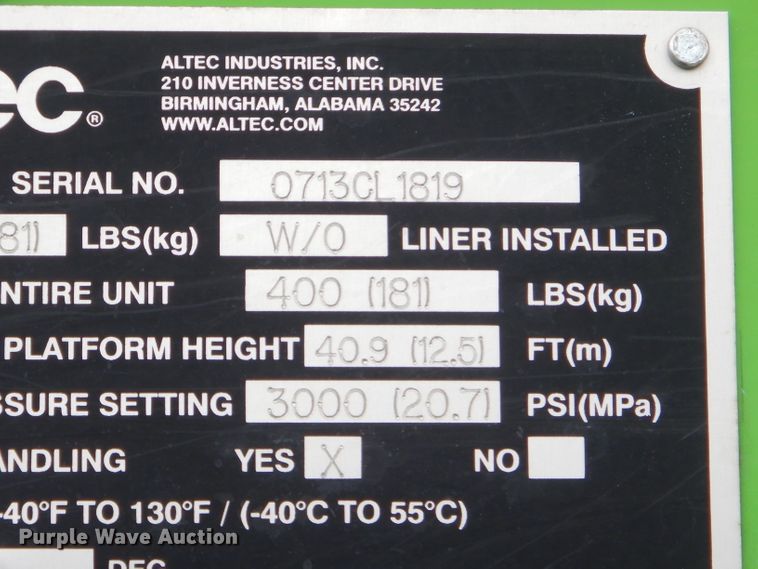 ec®
ALTEC INDUSTRIES, INC.
210 INVERNESS CENTER DRIVE
BIRMINGHAM, ALABAMA 35242
WWW.ALTEC.COM
SERIAL NO. 0713CL1819
81) LBS(kg) W/O LINER INSTALLED
NTIRE UNIT 400 (181) LBS(kg)
PLATFORM HEIGHT 40.9 (12.5) FT(m)
SSURE SETTING 3000 (20.7) PSI(MPa)
ANDLING YES X NO
-40°F TO 130°F / (-40°C TO 55°C)
Purple Wave Auction
DEG